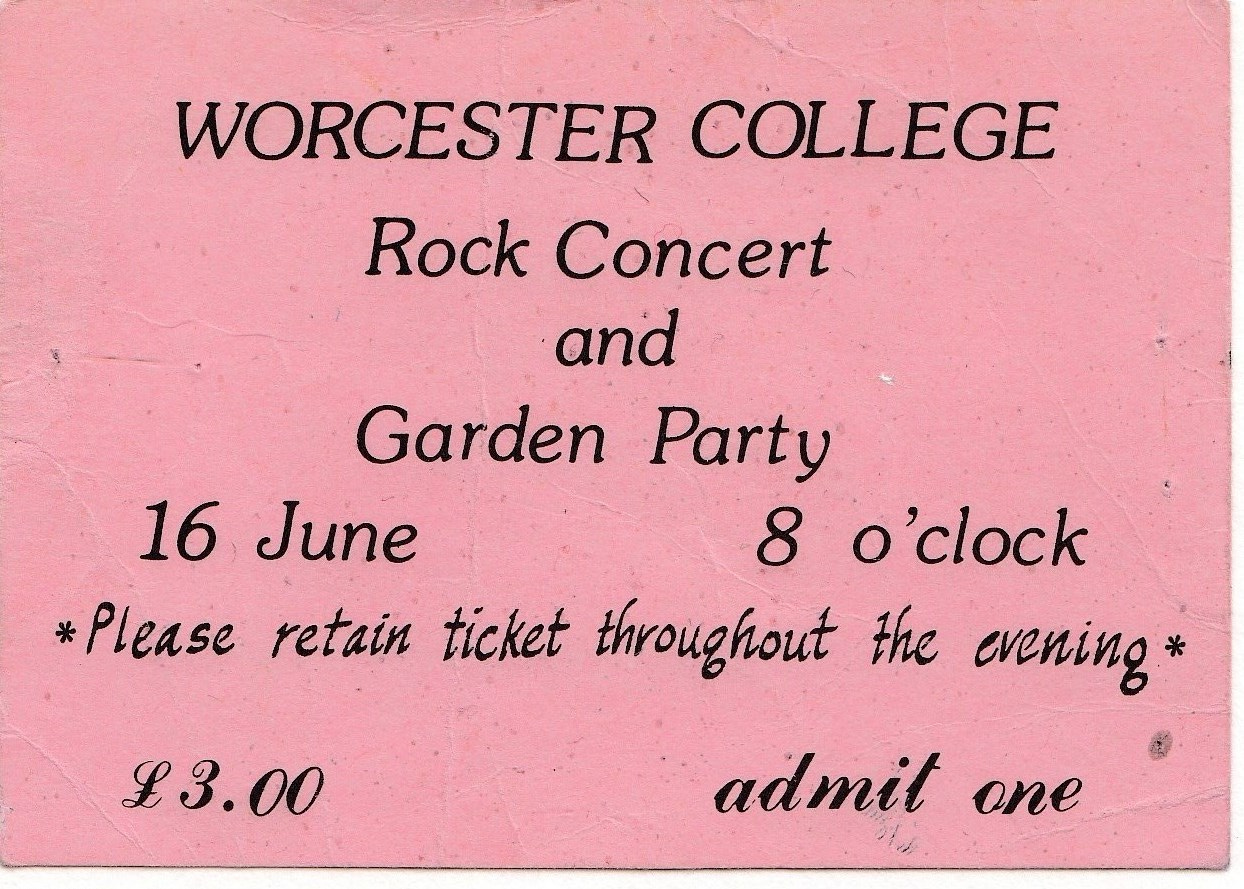 WORCESTER COLLEGE
Rock Concert
and
Garden Party
16 June 8 o'clock
*Please retain ticket throughout the evening*
£3.00 admit one